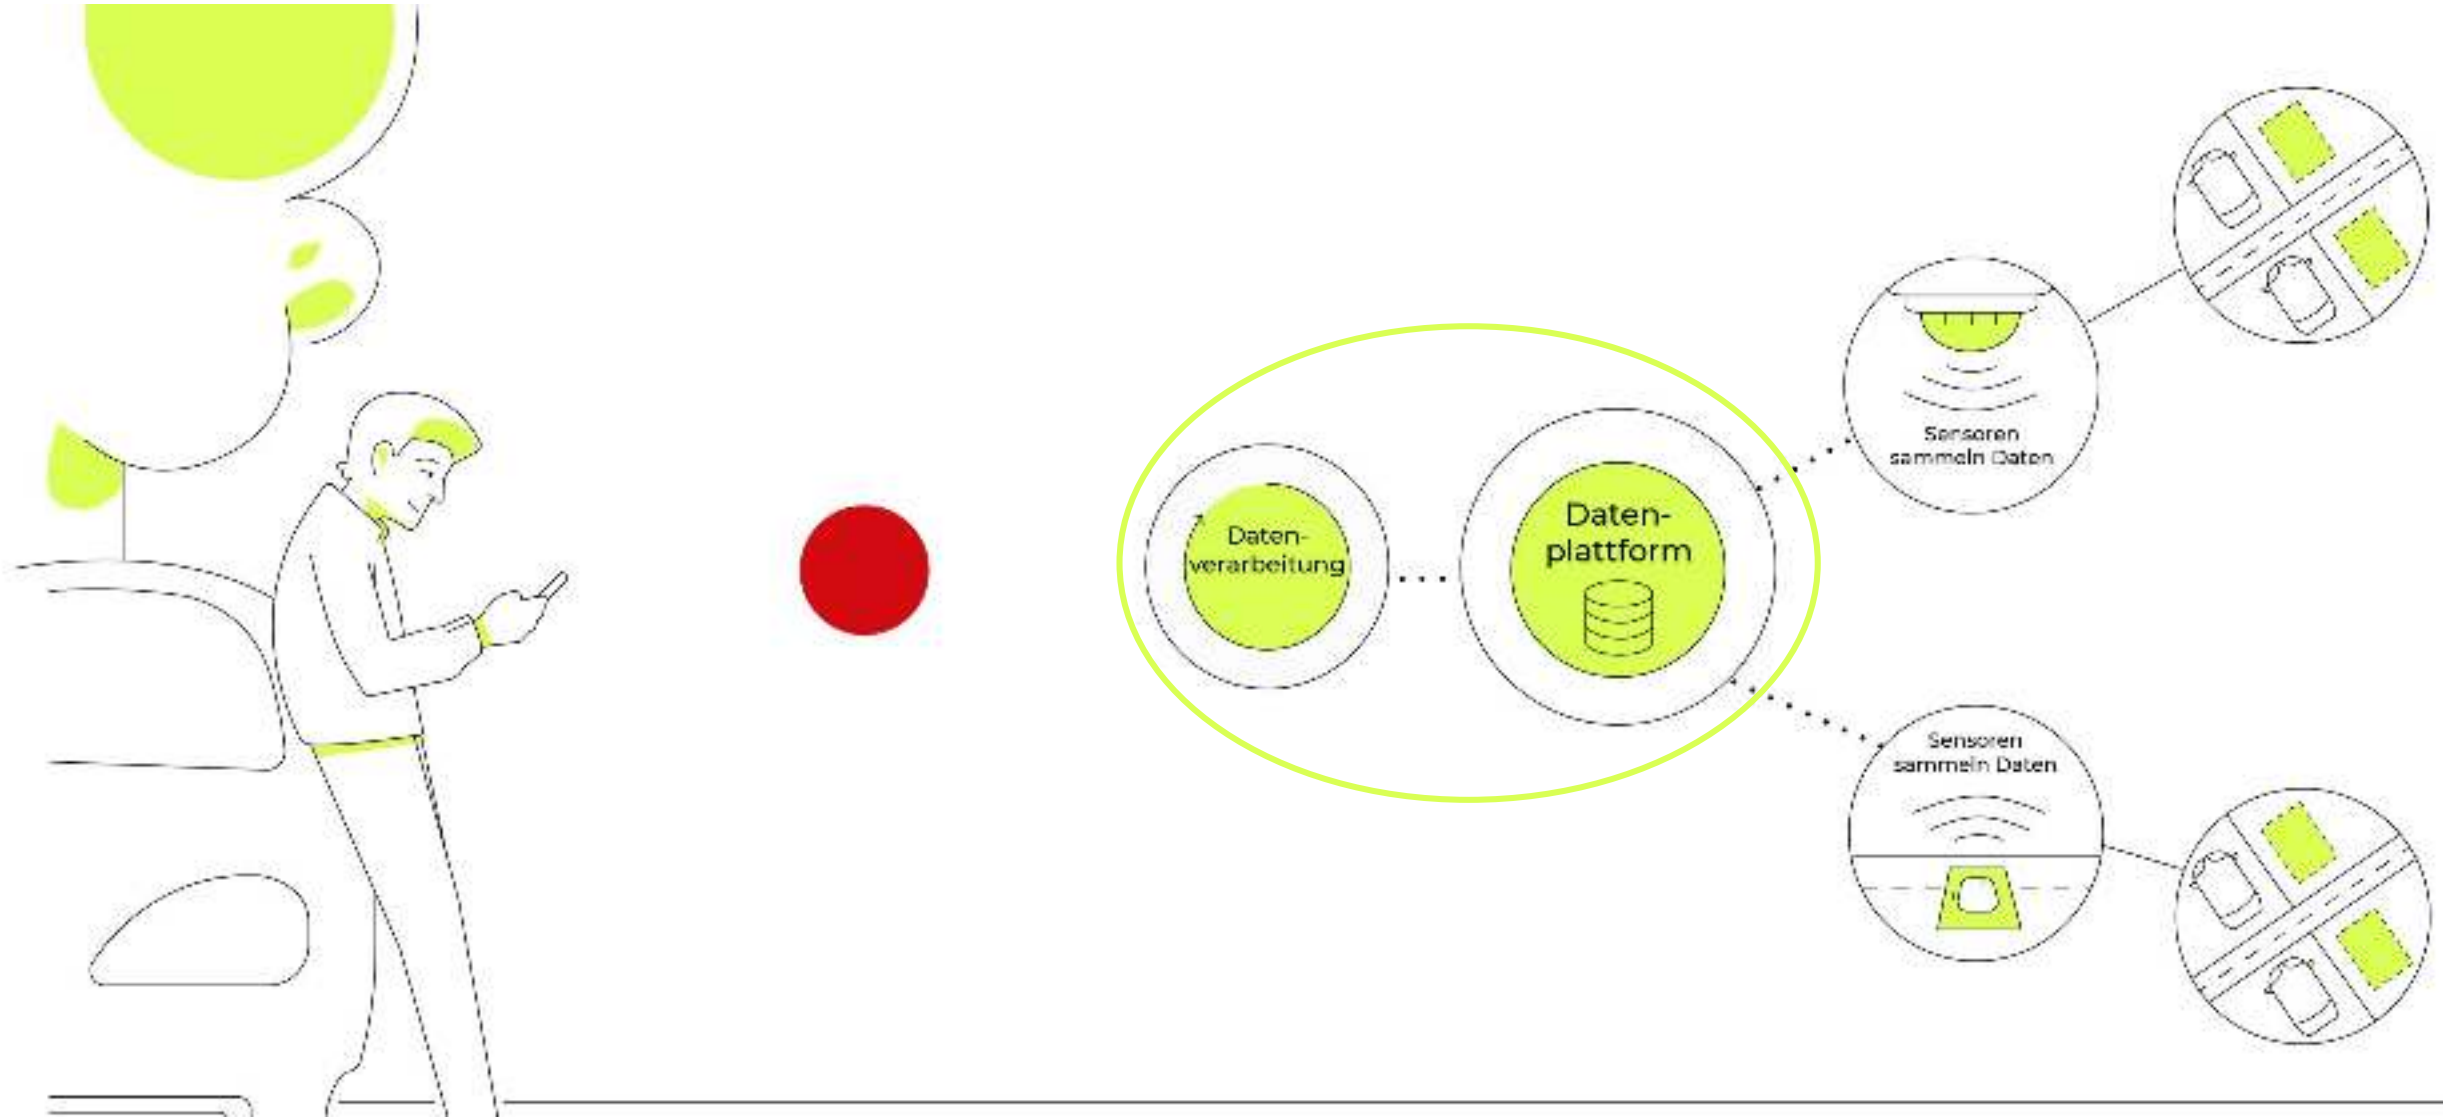 Daten-
verarbeitung
Daten-
plattform
Sensoren
sammeln Daten
Sensoren
sammeln Daten